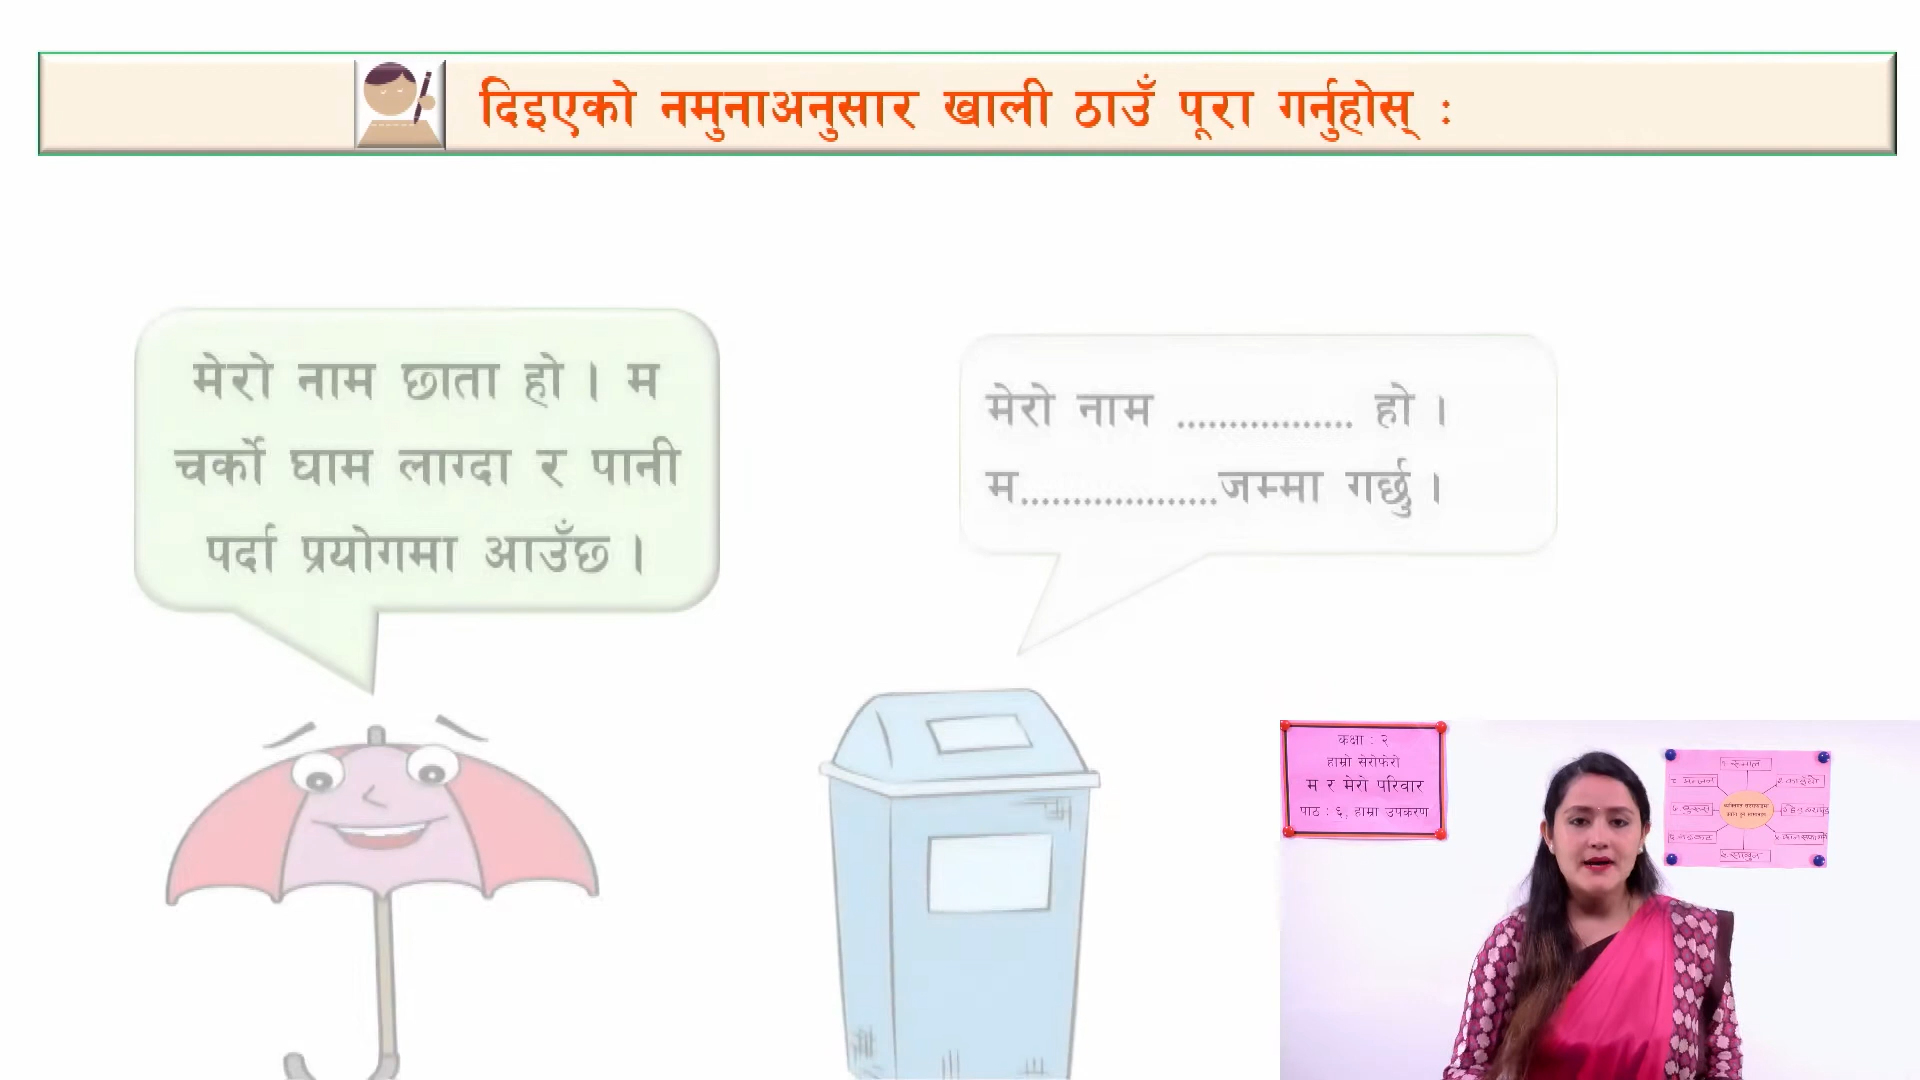 दिइएको नमुनाअनुसार खाली ठाउँ पूरा गर्नुहोस् :
मेरो नाम छाता हो । म
चर्को घाम लाग्दा र पानी
पर्दा प्रयोगमा आउँछ ।
मेरो नाम ................. हो ।
म...................जम्मा गर्छु ।
कक्षा : २
हाम्रो सेरोफेरो
म र मेरो परिवार
पाठ : ६, हाम्रा उपकरण
साबुन